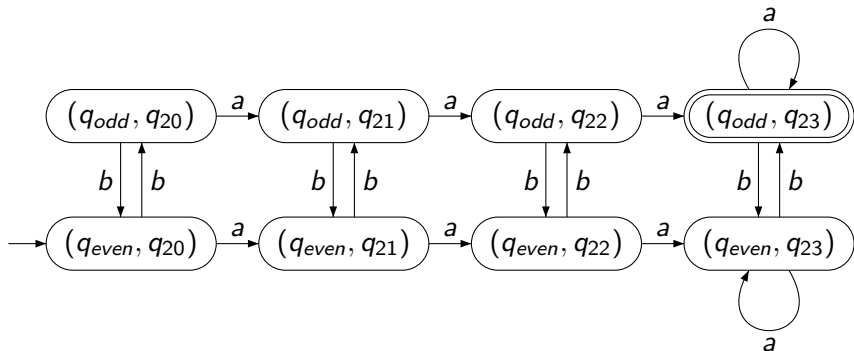 a
(q_odd, q_20) a (q_odd, q_21) a (q_odd, q_22) a (q_odd, q_23)
b b b b b b b b
(q_even, q_20) a (q_even, q_21) a (q_even, q_22) a (q_even, q_23)
a